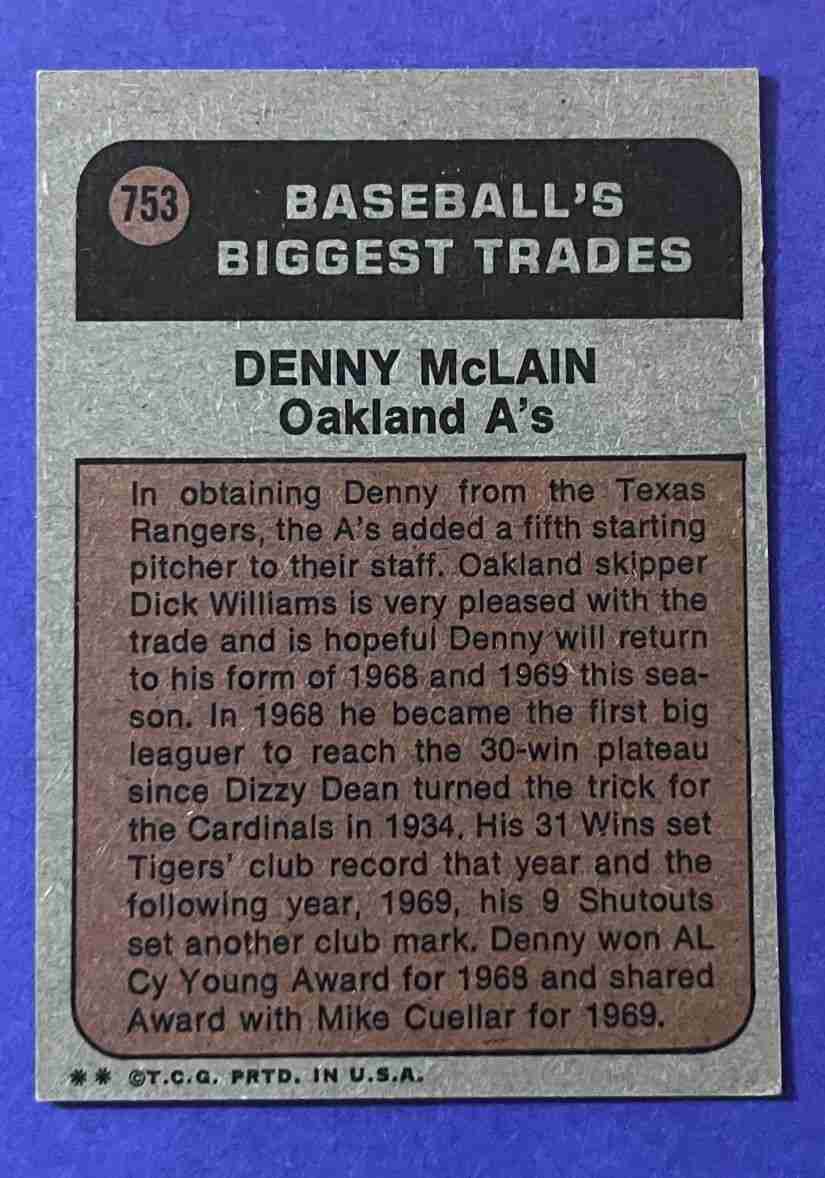 753
BASEBALL'S
BIGGEST TRADES
DENNY McLAIN
Oakland A's
In obtaining Denny from the Texas
Rangers, the A's added a fifth starting
pitcher to their staff. Oakland skipper
Dick Williams is very pleased with the
trade and is hopeful Denny will return
to his form of 1968 and 1969 this sea-
son. In 1968 he became the first big
leaguer to reach the 30-win plateau
since Dizzy Dean turned the trick for
the Cardinals in 1934. His 31 Wins set
Tigers' club record that year and the
following year, 1969, his 9 Shutouts
set another club mark. Denny won AL
Cy Young Award for 1968 and shared
Award with Mike Cuellar for 1969.
** ©T.C.G. PRTD. IN U.S.A.